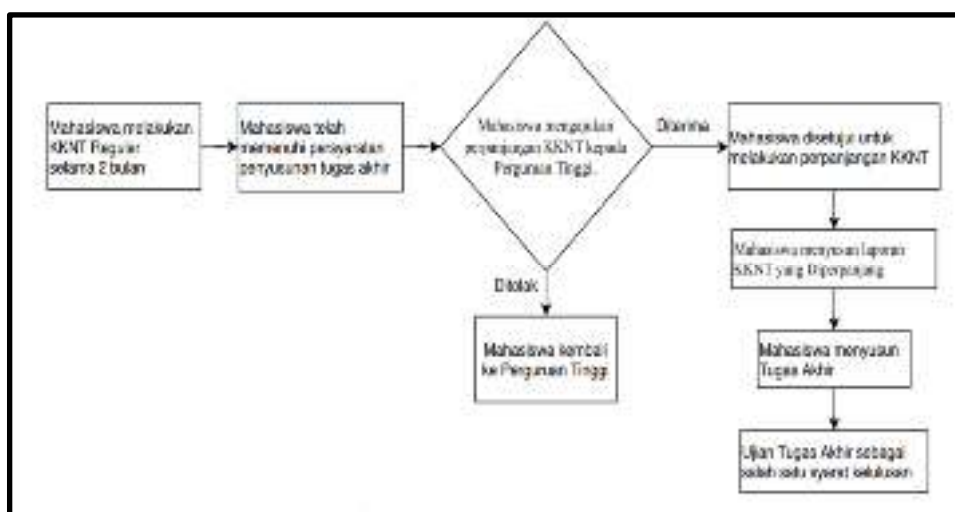 Mahasiswa melakukan
KKNT Reguler
selama 2 bulan
Mahasiswa telah
memenuhi persyaratan
penyusunan tugas akhir
Mahasiswa mengajukan
perpanjangan KKNT kepada
Perguruan Tinggi.
Diterima
Mahasiswa disetujui untuk
melakukan perpanjangan KKNT
Mahasiswa menyusun laporan
KKNT yang Diperpanjang
Ditolak
Mahasiswa kembali
ke Perguruan Tinggi
Mahasiswa menyusun
Tugas Akhir
Ujian Tugas Akhir sebagai
salah satu syarat kelulusan